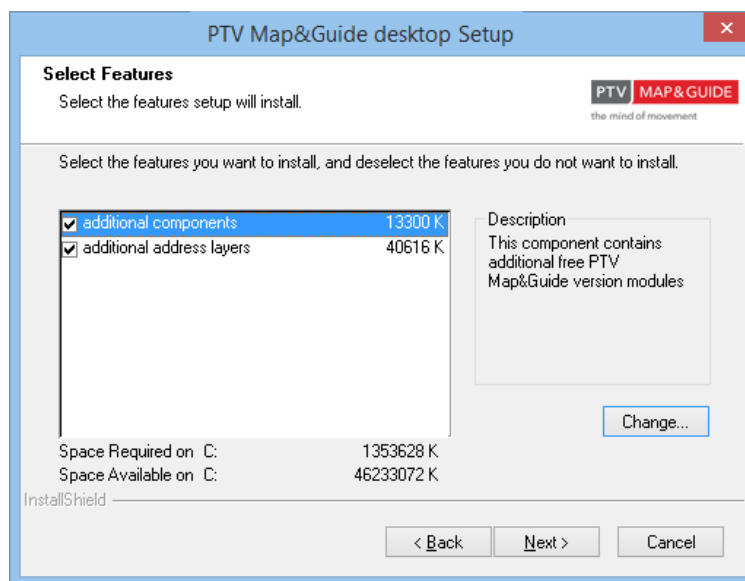 PTV Map&Guide desktop Setup
Select Features
Select the features setup will install.
PTV MAP&GUIDE
the mind of movement
Select the features you want to install, and deselect the features you do not want to install.
additional components 13300 K
additional address layers 40616 K
Description
This component contains
additional free PTV
Map&Guide version modules
Change...
Space Required on C: 1353628 K
Space Available on C: 46233072 K
InstallShield
< Back
Next >
Cancel